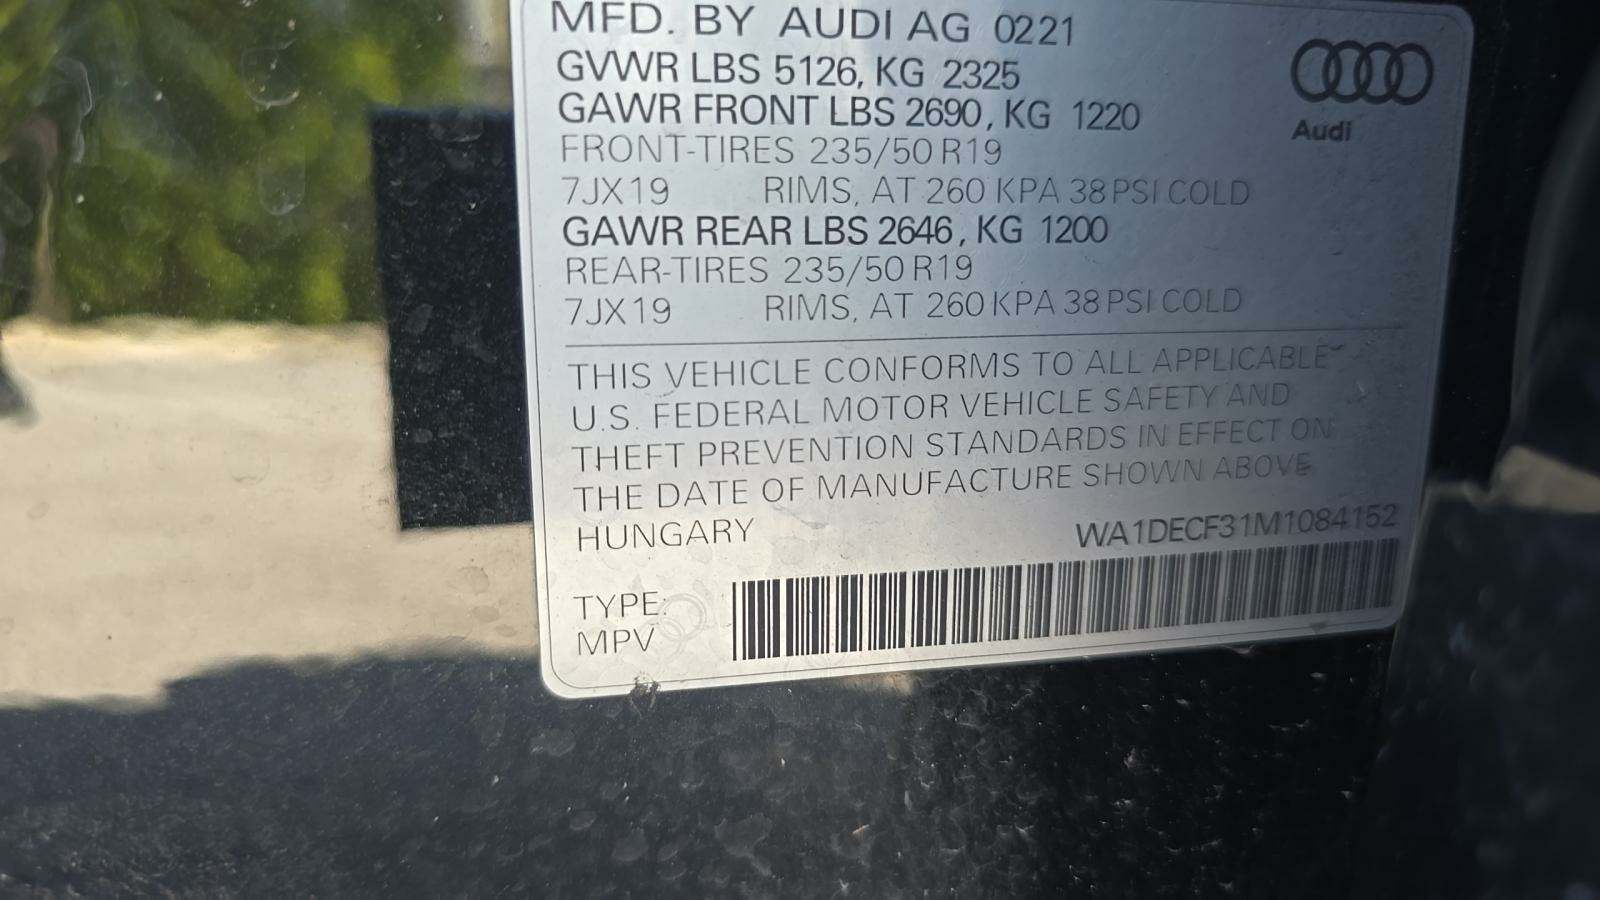 MFD. BY AUDI AG 0221
GVWR LBS 5126, KG 2325
GAWR FRONT LBS 2690, KG 1220
Audi
FRONT-TIRES 235/50 R19
7JX19 RIMS, AT 260 KPA 38 PSI COLD
GAWR REAR LBS 2646, KG 1200
REAR-TIRES 235/50 R19
7JX19 RIMS, AT 260 KPA 38 PSI COLD
THIS VEHICLE CONFORMS TO ALL APPLICABLE
U.S. FEDERAL MOTOR VEHICLE SAFETY AND
THEFT PREVENTION STANDARDS IN EFFECT ON
THE DATE OF MANUFACTURE SHOWN ABOVE
HUNGARY WA1DECF31M1084152
TYPE:
MPV